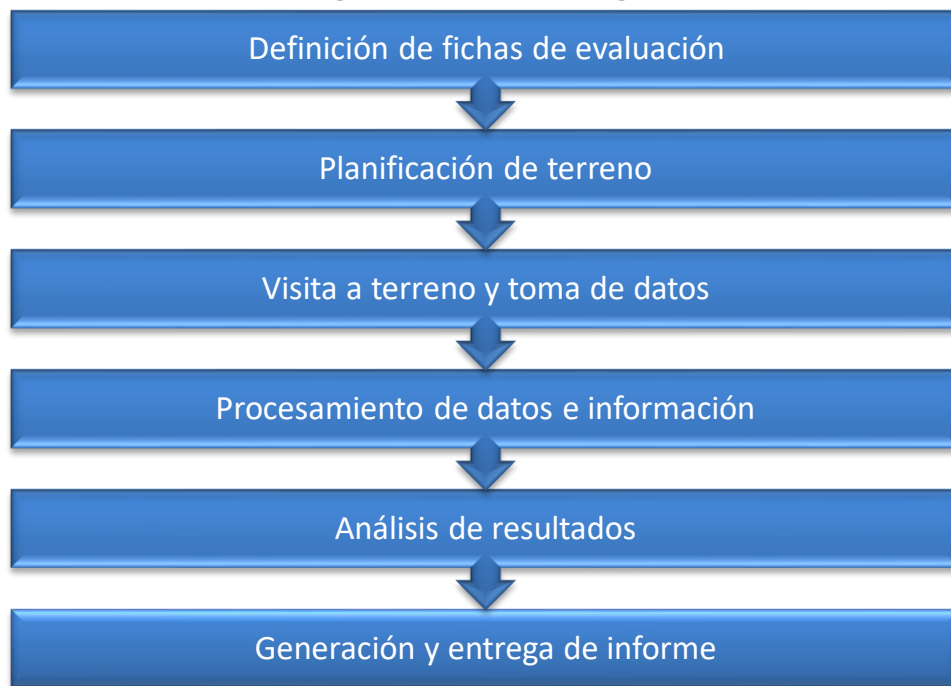 Definición de fichas de evaluación
Planificación de terreno
Visita a terreno y toma de datos
Procesamiento de datos e información
Análisis de resultados
Generación y entrega de informe